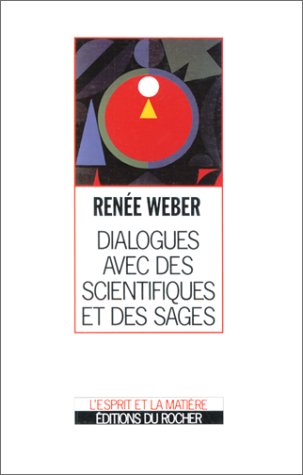 RENÉE WEBER
DIALOGUES
AVEC DES
SCIENTIFIQUES
ET DES SAGES
L'ESPRIT ET LA MATIÈRE
ÉDITIONS DU ROCHER